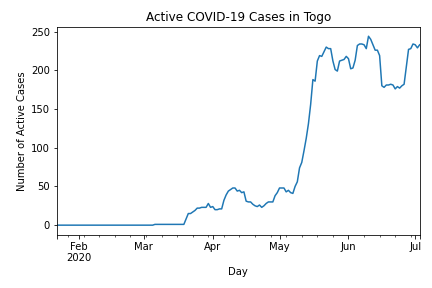 Active COVID-19 Cases in Togo
Number of Active Cases
250
200
150
100
50
0
Feb Mar Apr May Jun Jul
2020
Day